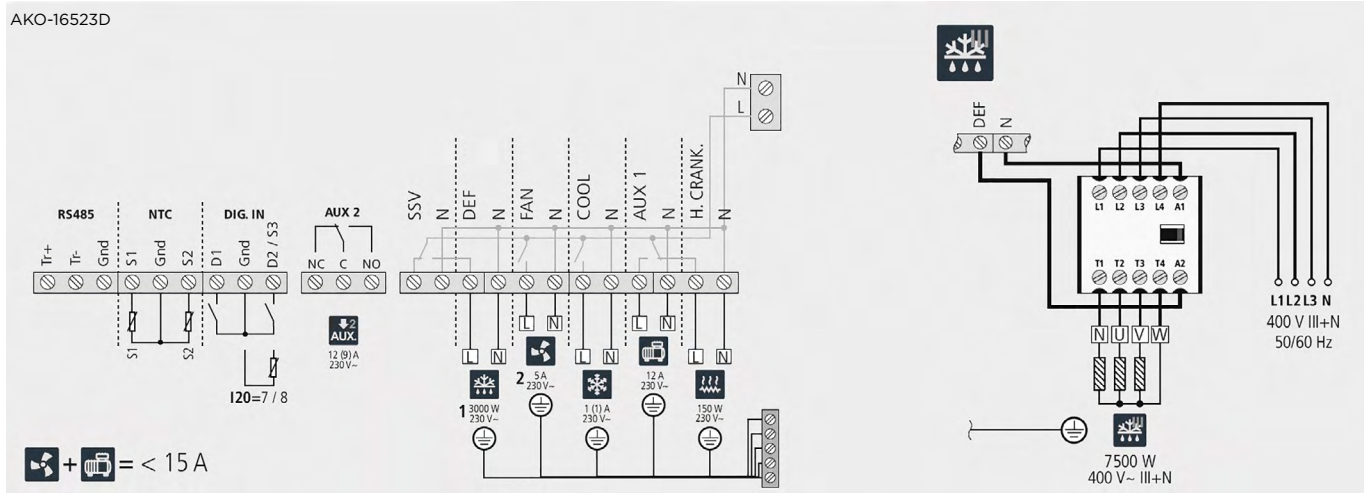 AKO-16523D
RS485
NTC
DIG. IN
AUX 2
Tr+
Tr-
Gnd
S1
Gnd
S2
D1
Gnd
D2 / S3
NC C NO
S1
S2
I20=7 / 8
2
AUX.
12 (9) A
230V~
SSV
N
DEF
N
FAN
N
COOL
N
AUX 1
N
H. CRANK.
N
N
L
L N
L N
L N
L N
L N
1 3000 W
230 V~
2 5A
230 V~
1 (1) A
230 V~
12 A
230 V~
150 W
230 V~
+ = < 15 A
DEF
N
L1 L2 L3 L4 A1
T1 T2 T3 T4 A2
N U V W
L1 L2 L3 N
400 V III+N
50/60 Hz
7500 W
400 V~ III+N